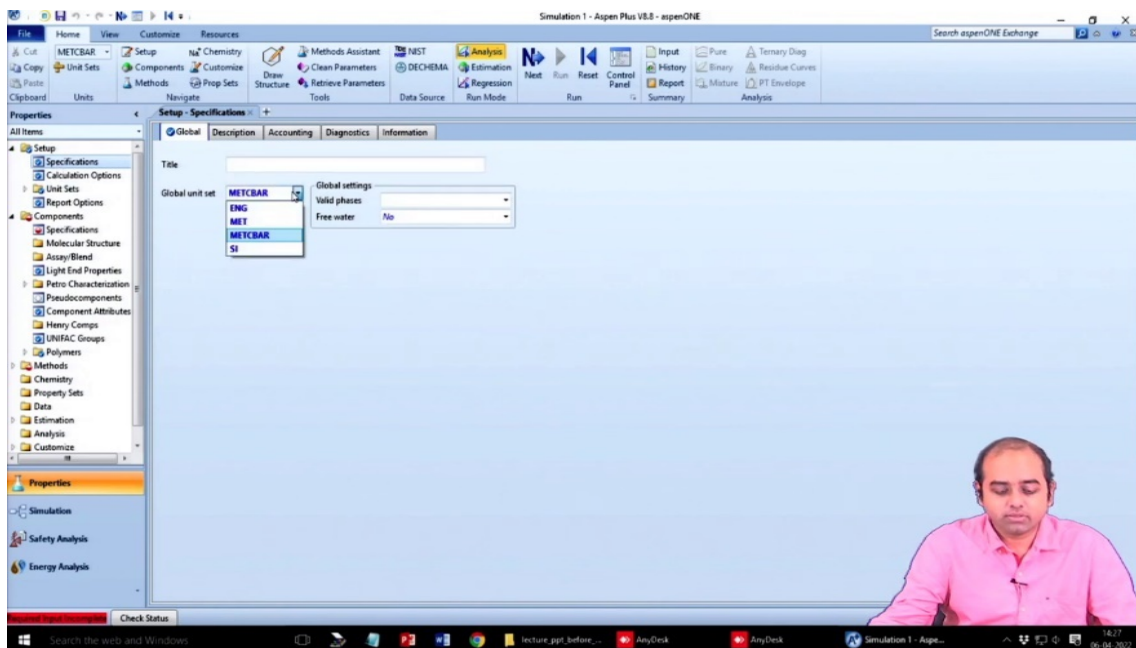 Simulation 1 - Aspen Plus V8.8 - aspenONE
File Home View Customize Resources Search aspenONE Exchange
Cut METCBAR Setup Chemistry Methods Assistant NIST Analysis Input Pure Ternary Diag
Copy Unit Sets Components Customize Draw Structure Clean Parameters DECHEMA Estimation Next Run Reset Control Panel History Binary Residue Curves
Paste Methods Prop Sets Retrieve Parameters Regression Report Mixture PT Envelope
Clipboard Units Navigate Tools Data Source Run Mode Run Summary Analysis
Properties
All Items
Setup
Specifications
Calculation Options
Unit Sets
Report Options
Components
Specifications
Molecular Structure
Assay/Blend
Light End Properties
Petro Characterization
Pseudocomponents
Component Attributes
Henry Comps
UNIFAC Groups
Polymers
Methods
Chemistry
Property Sets
Data
Estimation
Analysis
Customize
Properties
Simulation
Safety Analysis
Energy Analysis
Setup - Specifications
Global Description Accounting Diagnostics Information
Title
Global unit set METCBAR
ENG
MET
METCBAR
SI
Global settings
Valid phases
Free water No
Required Input Incomplete Check Status
Search the web and Windows lecture_ppt_before_... AnyDesk AnyDesk Simulation 1 - Aspe...
14:27
06-04-2022